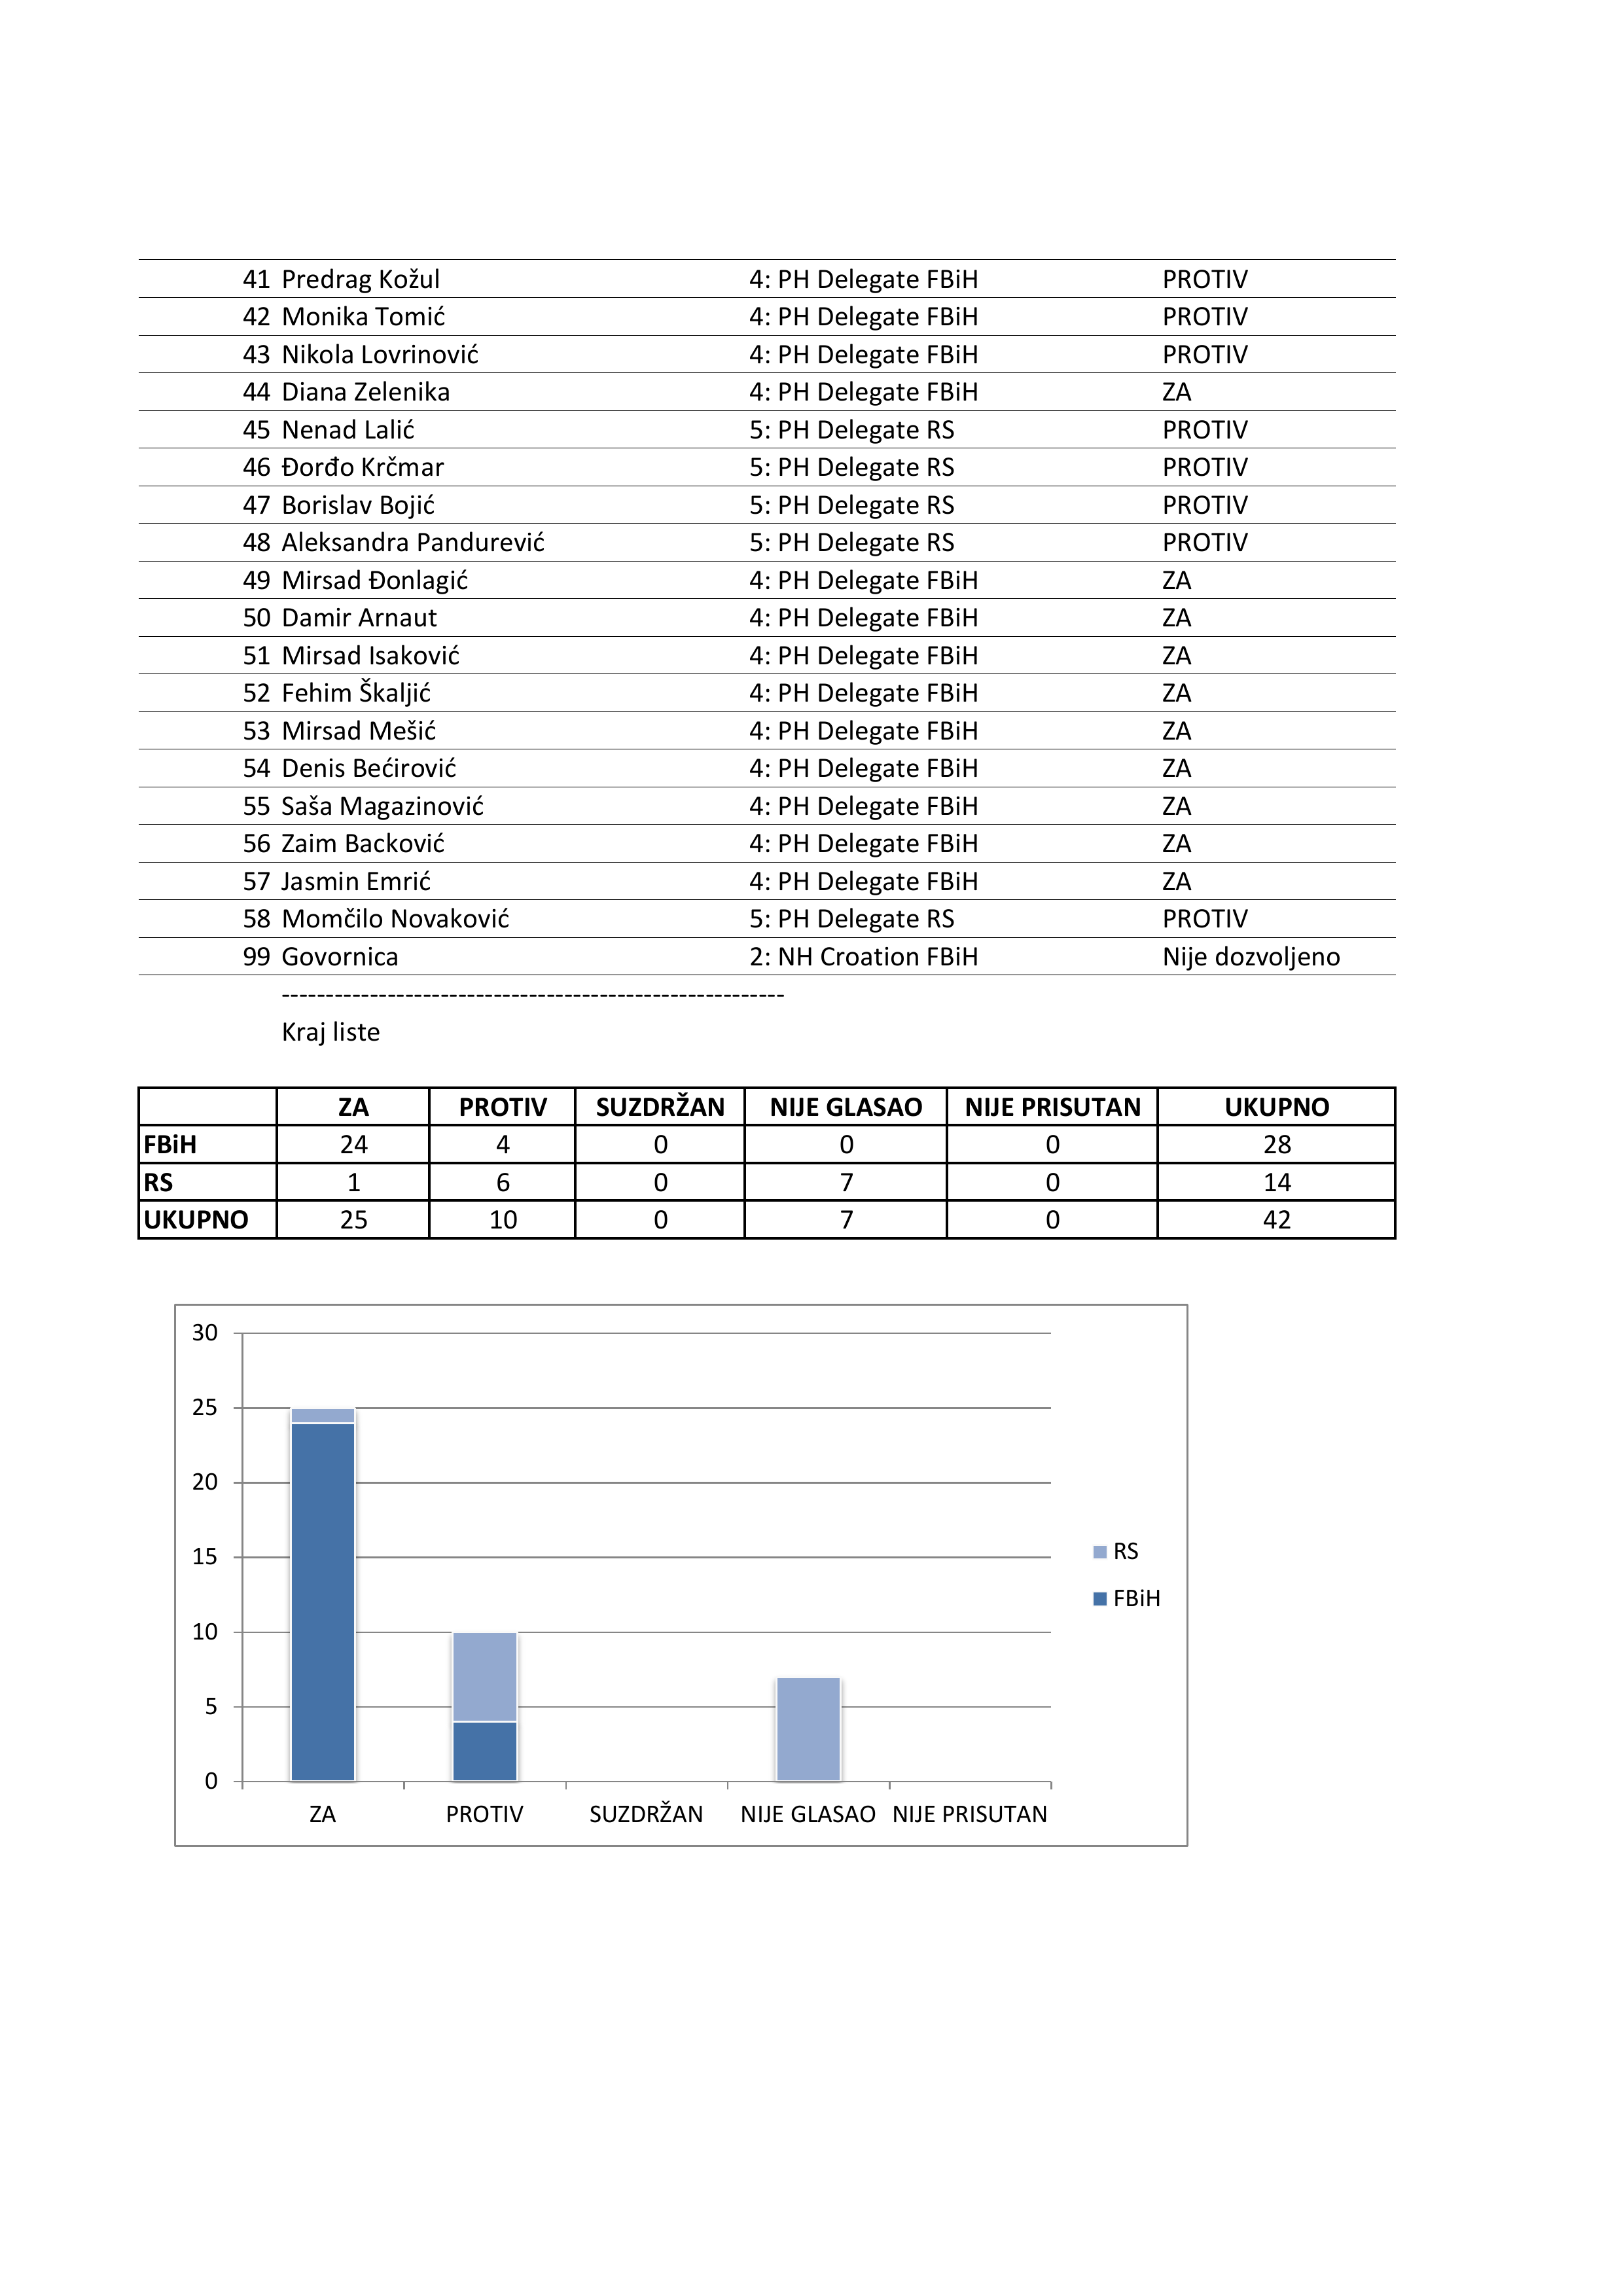 41 Predrag Kožul 4: PH Delegate FBiH PROTIV
42 Monika Tomić 4: PH Delegate FBiH PROTIV
43 Nikola Lovrinović 4: PH Delegate FBiH PROTIV
44 Diana Zelenika 4: PH Delegate FBiH ZA
45 Nenad Lalić 5: PH Delegate RS PROTIV
46 Đorđo Krčmar 5: PH Delegate RS PROTIV
47 Borislav Bojić 5: PH Delegate RS PROTIV
48 Aleksandra Pandurević 5: PH Delegate RS PROTIV
49 Mirsad Đonlagić 4: PH Delegate FBiH ZA
50 Damir Arnaut 4: PH Delegate FBiH ZA
51 Mirsad Isaković 4: PH Delegate FBiH ZA
52 Fehim Škaljić 4: PH Delegate FBiH ZA
53 Mirsad Mešić 4: PH Delegate FBiH ZA
54 Denis Bećirović 4: PH Delegate FBiH ZA
55 Saša Magazinović 4: PH Delegate FBiH ZA
56 Zaim Backović 4: PH Delegate FBiH ZA
57 Jasmin Emrić 4: PH Delegate FBiH ZA
58 Momčilo Novaković 5: PH Delegate RS PROTIV
99 Govornica 2: NH Croation FBiH Nije dozvoljeno
---------------------------------------------------------
Kraj liste
ZA PROTIV SUZDRŽAN NIJE GLASAO NIJE PRISUTAN UKUPNO
FBiH 24 4 0 0 0 28
RS 1 6 0 7 0 14
UKUPNO 25 10 0 7 0 42
30
25
20
15
10
5
0
ZA PROTIV SUZDRŽAN NIJE GLASAO NIJE PRISUTAN
RS
FBiH